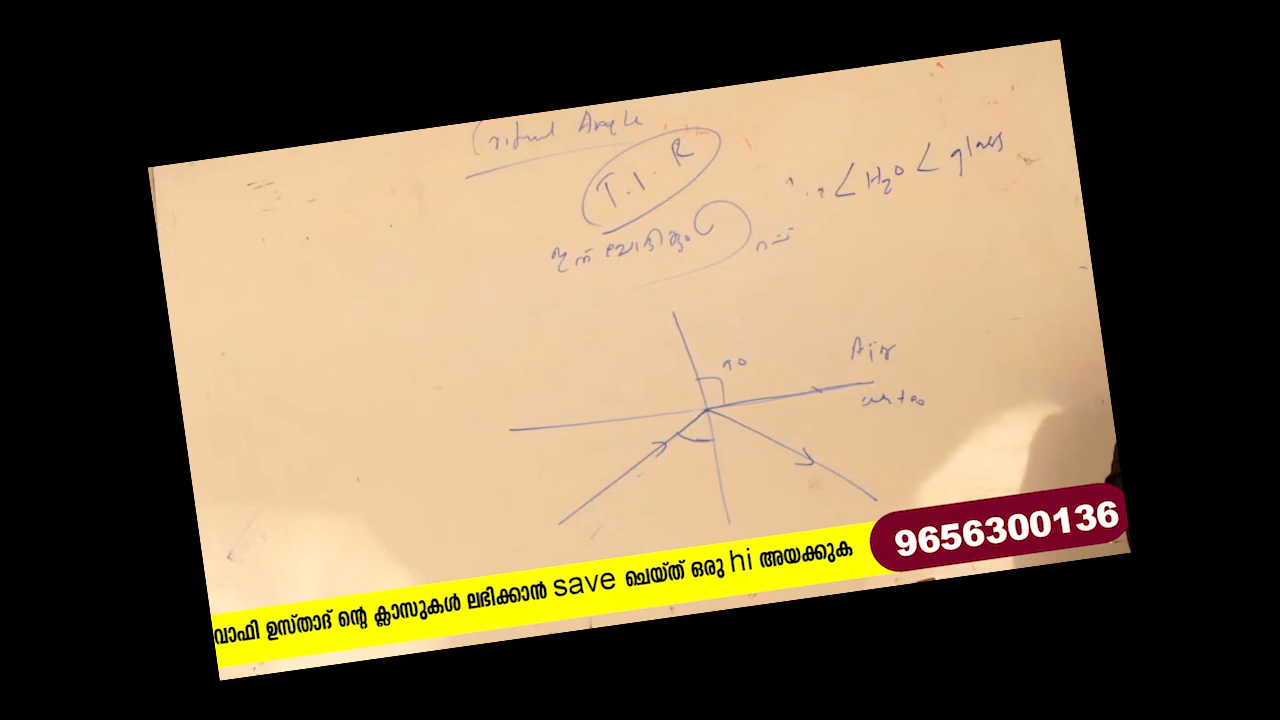 Critical Angle
T.I.R
< H₂O < glass
90
Air
water
വാഫി ഉസ്താദ് ന്റെ ക്ലാസുകൾ ലഭിക്കാൻ save ചെയ്ത് ഒരു hi അയക്കുക
9656300136